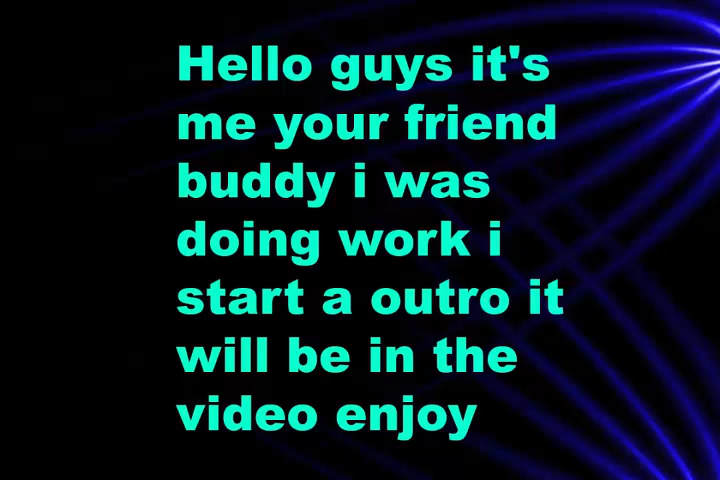 Hello guys it's
me your friend
buddy i was
doing work i
start a outro it
will be in the
video enjoy